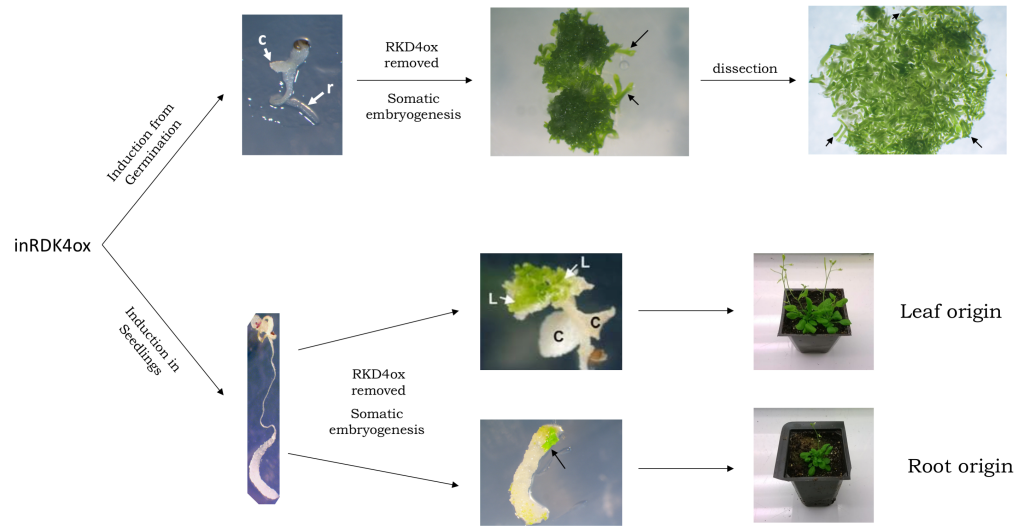 c
r
RKD4ox
removed
Somatic
embryogenesis
dissection
Induction from
Germination
inRDK4ox
Induction in
Seedlings
RKD4ox
removed
Somatic
embryogenesis
L
L
C
C
Leaf origin
Root origin